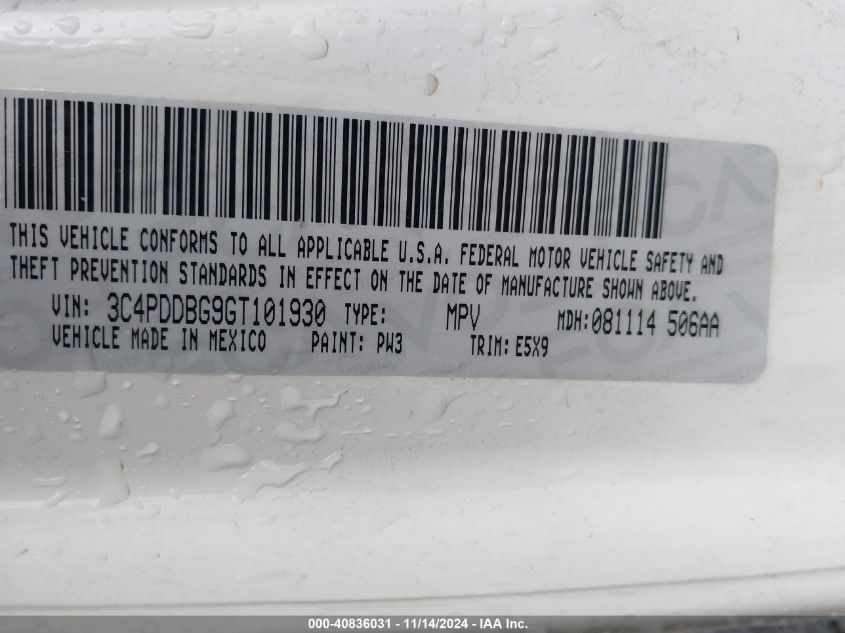 THIS VEHICLE CONFORMS TO ALL APPLICABLE U.S.A. FEDERAL MOTOR VEHICLE SAFETY AND
THEFT PREVENTION STANDARDS IN EFFECT ON THE DATE OF MANUFACTURE SHOWN ABOVE.
VIN: 3C4PDDBG9GT101930 TYPE: MPV MDH:081114 506AA
VEHICLE MADE IN MEXICO PAINT: PW3 TRIM:E5X9
000-40836031 - 11/14/2024 - IAA Inc.